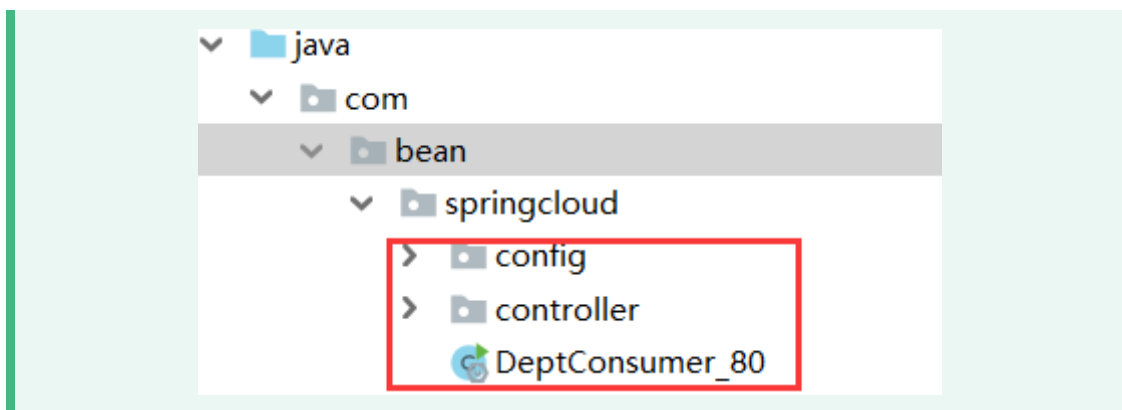 java
com
bean
springcloud
config
controller
DeptConsumer_80